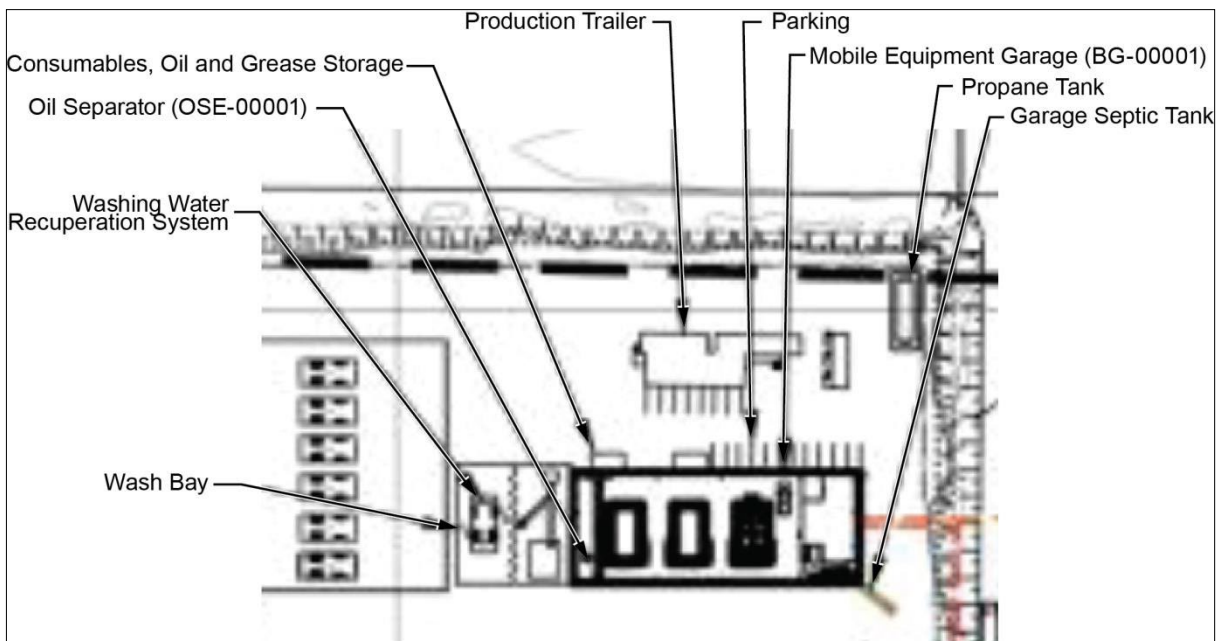 Production Trailer
Parking
Consumables, Oil and Grease Storage
Mobile Equipment Garage (BG-00001)
Propane Tank
Oil Separator (OSE-00001)
Garage Septic Tank
Washing Water
Recuperation System
Wash Bay